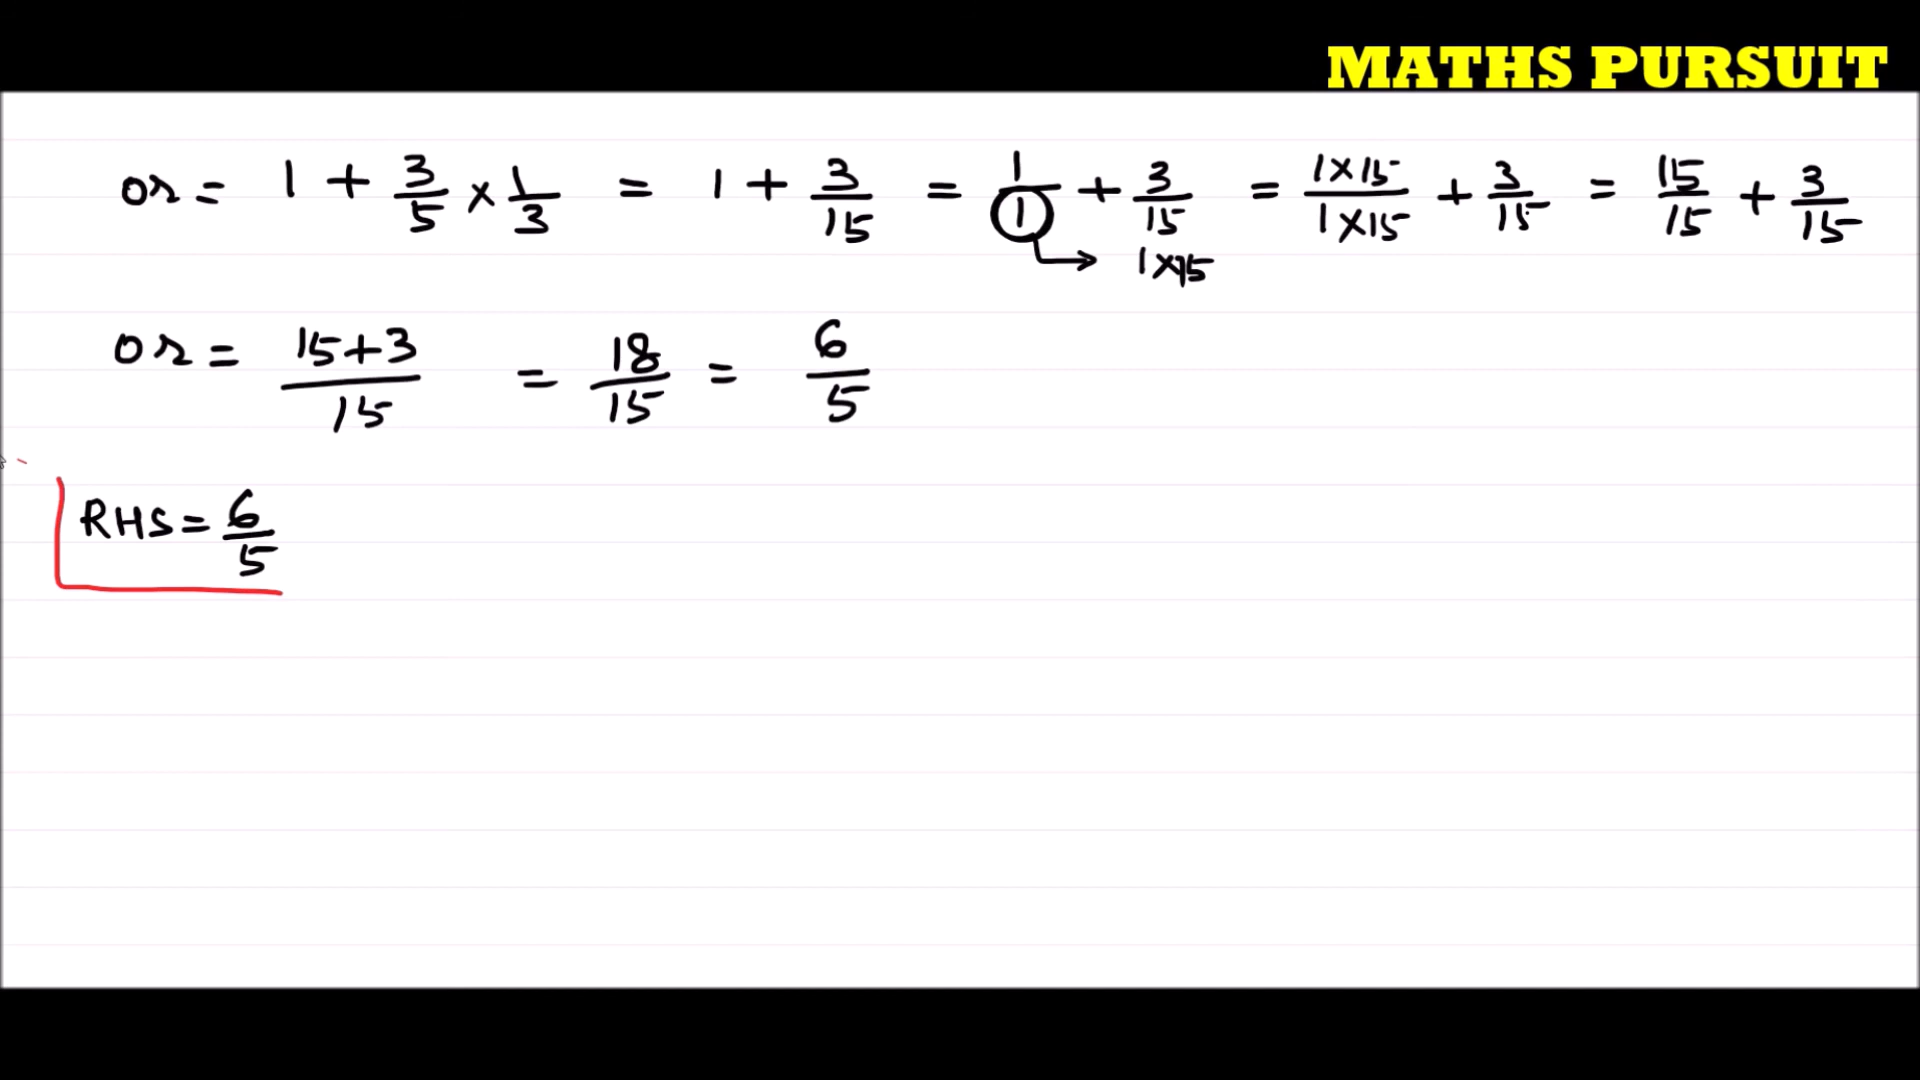 MATHS PURSUIT
or = 1 + 3/5 × 1/3 = 1 + 3/15 = 1/1 + 3/15 = 1×15/1×15 + 3/15 = 15/15 + 3/15
→ 1×15
or = 15+3/15 = 18/15 = 6/5
RHS = 6/5